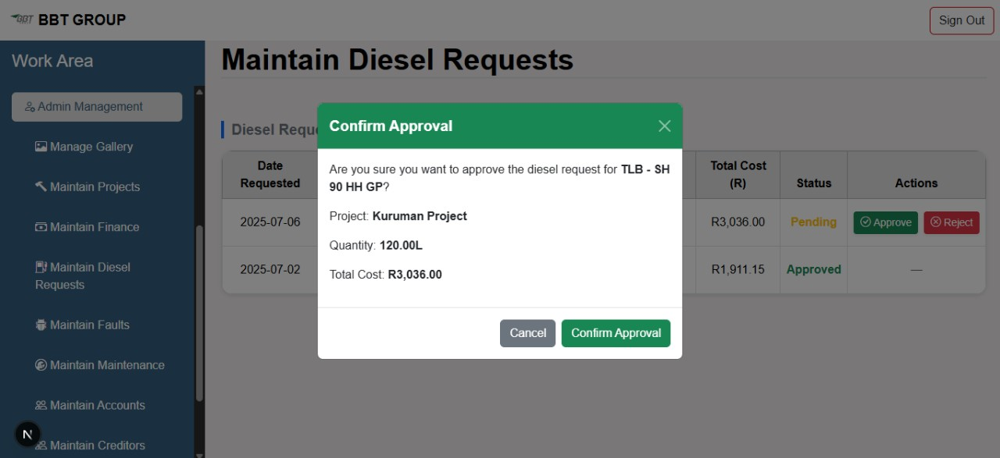 BBT BBT GROUP
Sign Out
Work Area
Maintain Diesel Requests
Admin Management
Manage Gallery
Maintain Projects
Maintain Finance
Maintain Diesel
Requests
Maintain Faults
Maintain Maintenance
Maintain Accounts
N
Maintain Creditors
Diesel Reque
Confirm Approval
Are you sure you want to approve the diesel request for TLB - SH
90 HH GP?
Project: Kuruman Project
Quantity: 120.00L
Total Cost: R3,036.00
Cancel Confirm Approval
Date
Requested
Total Cost
(R)
Status
Actions
2025-07-06 R3,036.00 Pending Approve Reject
2025-07-02 R1,911.15 Approved —